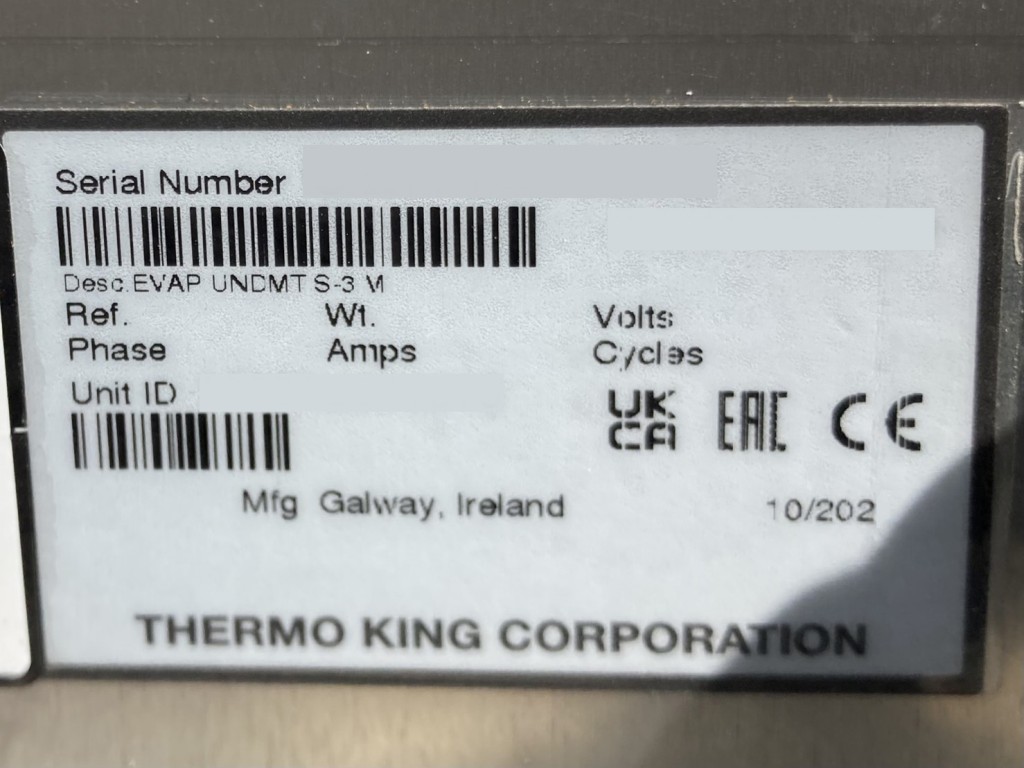 Serial Number
Desc.EVAP UNDMT S-3 M
Ref. Wt. Volts
Phase Amps Cycles
Unit ID
UK
CA EAC CE
Mfg Galway, Ireland 10/202
THERMO KING CORPORATION